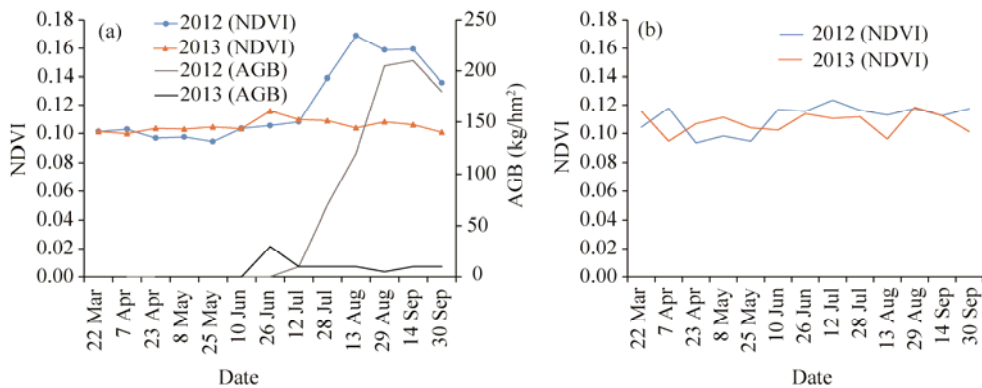 (a)
2012 (NDVI)
2013 (NDVI)
2012 (AGB)
2013 (AGB)
NDVI
0.18
0.16
0.14
0.12
0.10
0.08
0.06
0.04
0.02
0.00
250
200
150
100
50
0
AGB (kg/hm²)
22 Mar
7 Apr
23 Apr
8 May
25 May
10 Jun
26 Jun
12 Jul
28 Jul
13 Aug
29 Aug
14 Sep
30 Sep
Date
(b)
2012 (NDVI)
2013 (NDVI)
NDVI
0.18
0.16
0.14
0.12
0.10
0.08
0.06
0.04
0.02
0.00
22 Mar
7 Apr
23 Apr
8 May
25 May
10 Jun
26 Jun
12 Jul
28 Jul
13 Aug
29 Aug
14 Sep
30 Sep
Date